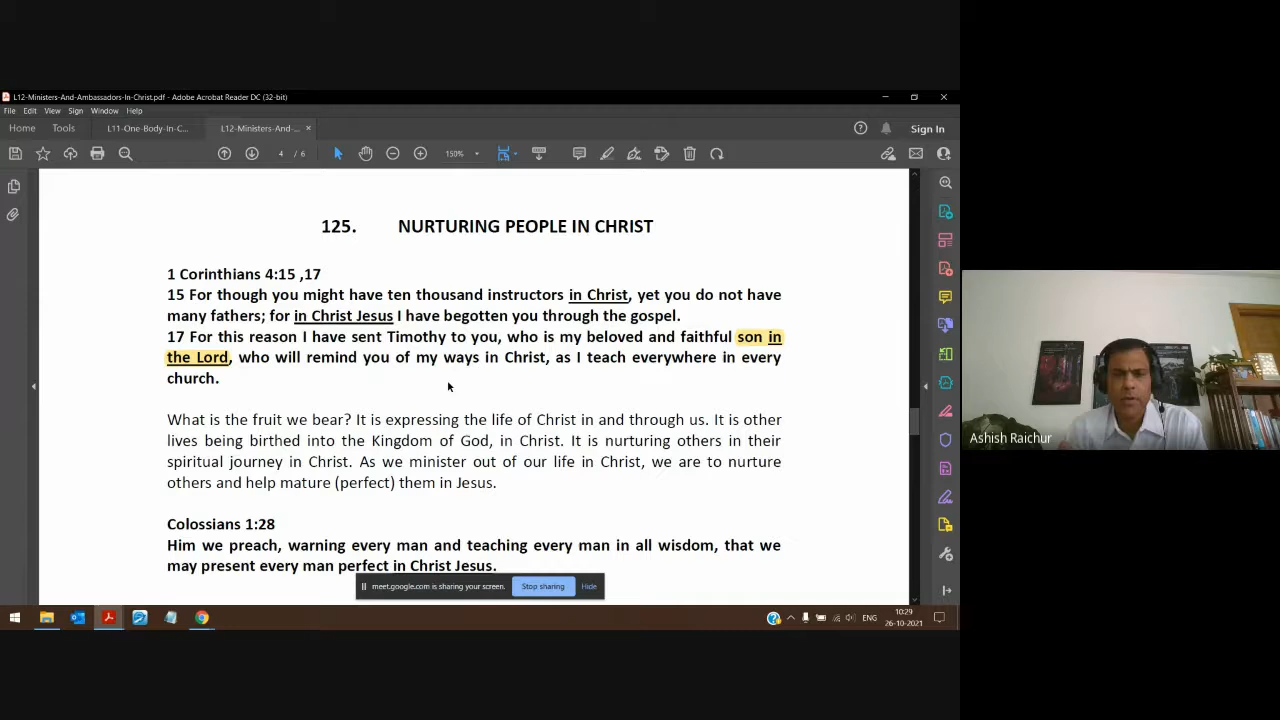 L12-Ministers-And-Ambassadors-In-Christ.pdf - Adobe Acrobat Reader DC (32-bit)
File Edit View Sign Window Help
Home Tools L11-One-Body-In-C... L12-Ministers-And-... × Sign In
4 / 6 150%
125. NURTURING PEOPLE IN CHRIST
1 Corinthians 4:15 ,17
15 For though you might have ten thousand instructors in Christ, yet you do not have
many fathers; for in Christ Jesus I have begotten you through the gospel.
17 For this reason I have sent Timothy to you, who is my beloved and faithful son in
the Lord, who will remind you of my ways in Christ, as I teach everywhere in every
church.
What is the fruit we bear? It is expressing the life of Christ in and through us. It is other
lives being birthed into the Kingdom of God, in Christ. It is nurturing others in their
spiritual journey in Christ. As we minister out of our life in Christ, we are to nurture
others and help mature (perfect) them in Jesus.
Colossians 1:28
Him we preach, warning every man and teaching every man in all wisdom, that we
may present every man perfect in Christ Jesus.
meet.google.com is sharing your screen. Stop sharing Hide
Ashish Raichur
ENG
10:29
26-10-2021